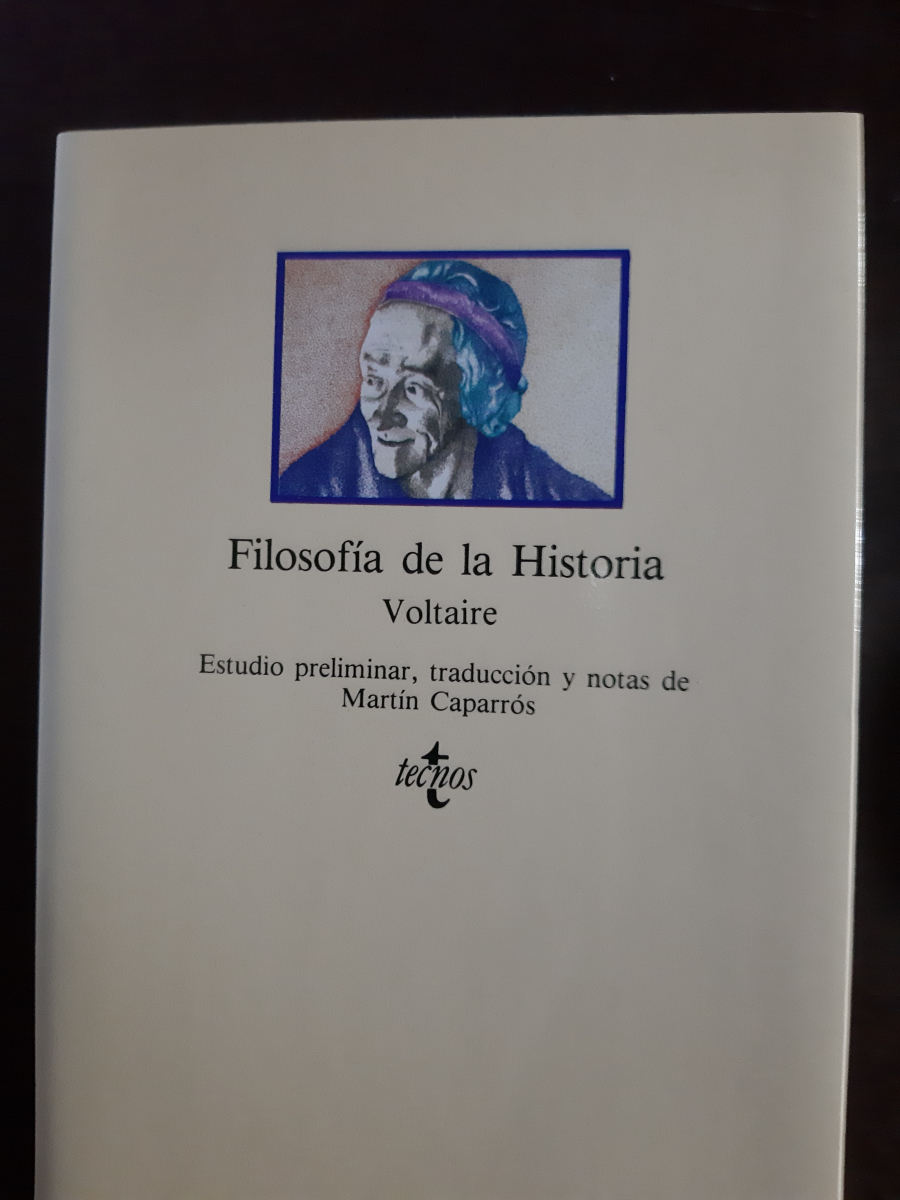 Filosofía de la Historia
Voltaire
Estudio preliminar, traducción y notas de
Martín Caparrós
tecnos